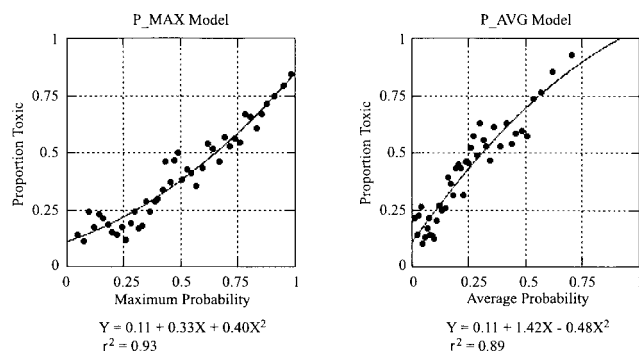 P_MAX Model
1
0.75
0.5
0.25
0
Proportion Toxic
0 0.25 0.5 0.75 1
Maximum Probability
Y = 0.11 + 0.33X + 0.40X²
r² = 0.93
P_AVG Model
1
0.75
0.5
0.25
0
Proportion Toxic
0 0.25 0.5 0.75 1
Average Probability
Y = 0.11 + 1.42X - 0.48X²
r² = 0.89